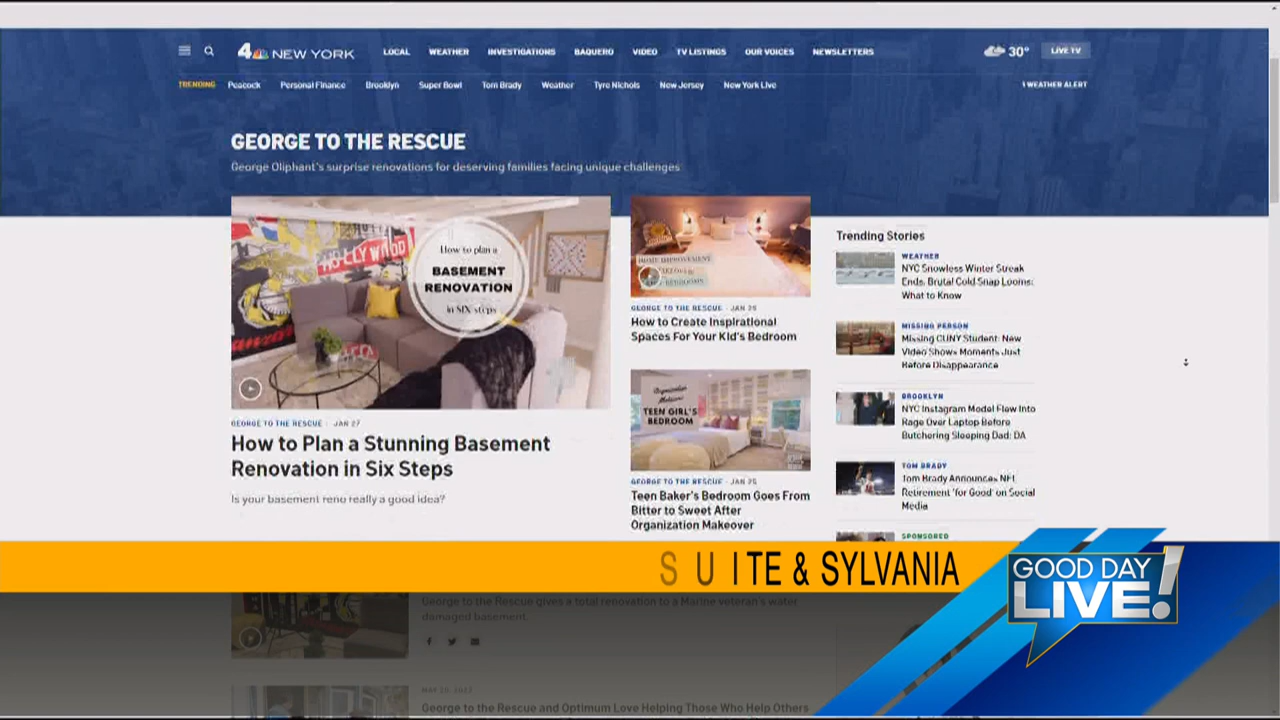 4 NEW YORK LOCAL WEATHER INVESTIGATIONS BAQUERO VIDEO TV LISTINGS OUR VOICES NEWSLETTERS 30° LIVE TV
TRENDING Peacock Personal Finance Brooklyn Super Bowl Tom Brady Weather Tyre Nichols New Jersey New York Live 1 WEATHER ALERT
GEORGE TO THE RESCUE
George Oliphant's surprise renovations for deserving families facing unique challenges
HOLLYWOOD
How to plan a
BASEMENT
RENOVATION
in SIX steps
GEORGE TO THE RESCUE · JAN 27
How to Plan a Stunning Basement
Renovation in Six Steps
Is your basement reno really a good idea?
HOME IMPROVEMENT
GEORGE TO THE RESCUE · JAN 26
How to Create Inspirational
Spaces For Your Kid's Bedroom
Organization
Makeover
TEEN GIRL'S
BEDROOM
GEORGE TO THE RESCUE · JAN 25
Teen Baker's Bedroom Goes From
Bitter to Sweet After
Organization Makeover
Trending Stories
WEATHER
NYC Snowless Winter Streak
Ends, Brutal Cold Snap Looms:
What to Know
MISSING PERSON
Missing CUNY Student: New
Video Shows Moments Just
Before Disappearance
BROOKLYN
NYC Instagram Model Flew Into
Rage Over Laptop Before
Butchering Sleeping Dad: DA
TOM BRADY
Tom Brady Announces NFL
Retirement 'for Good' on Social
Media
SPONSORED
SUITE & SYLVANIA
GOOD DAY
LIVE!
George to the Rescue gives a total renovation to a Marine veteran's water
damaged basement.
MAY 20, 2022
George to the Rescue and Optimum Love Helping Those Who Help Others